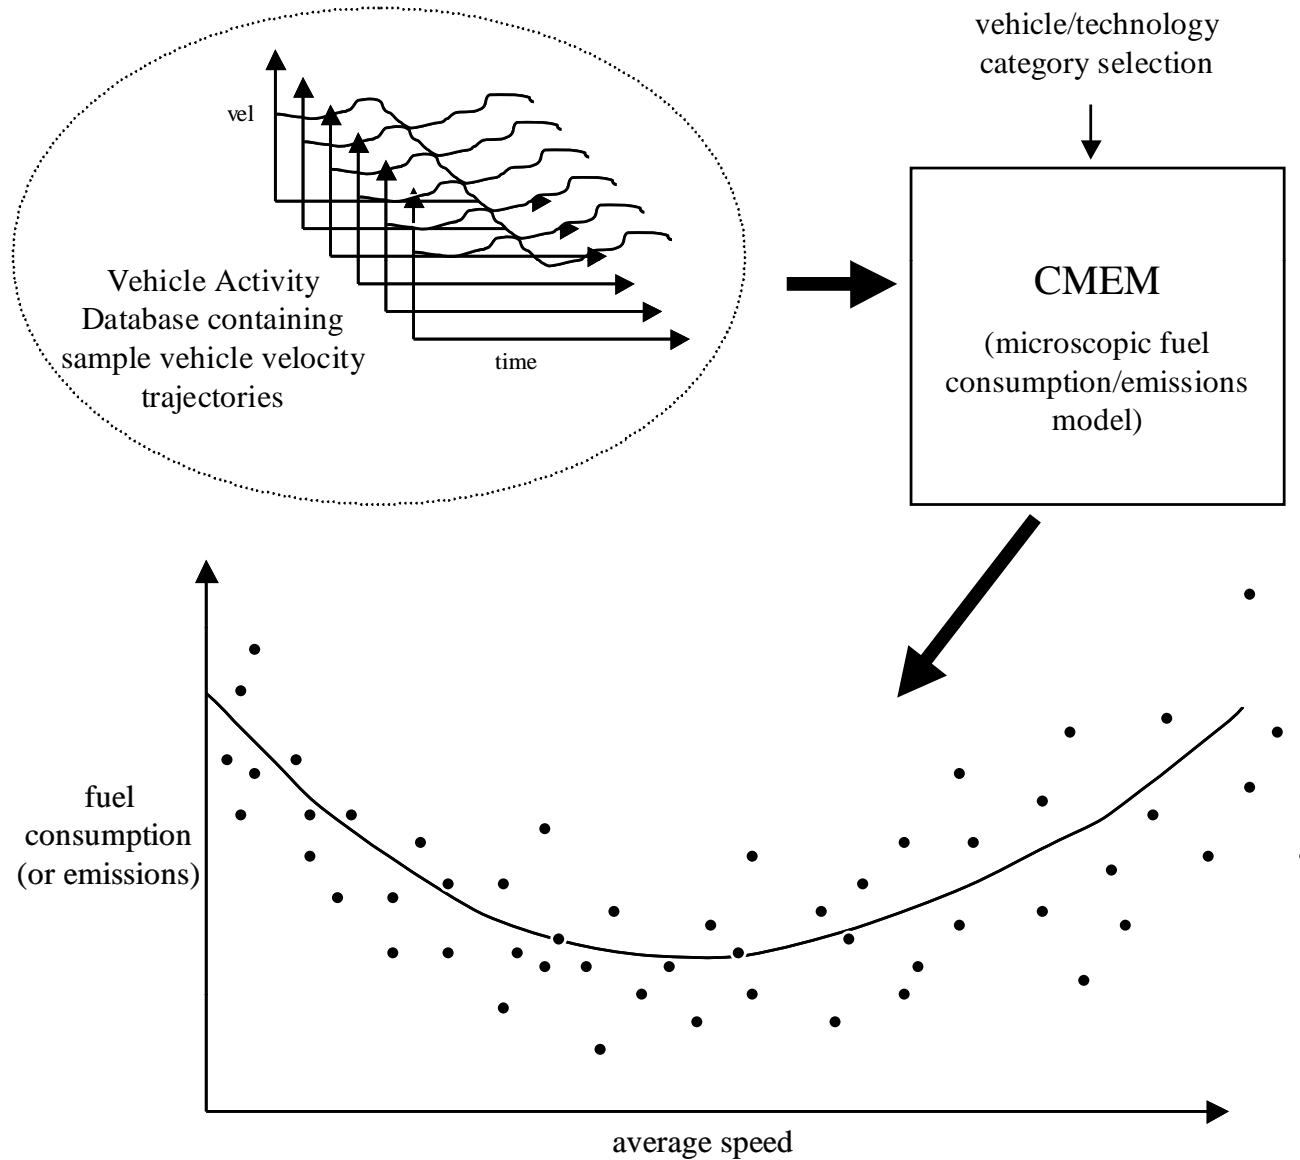 vel
time
Vehicle Activity
Database containing
sample vehicle velocity
trajectories
vehicle/technology
category selection
CMEM
(microscopic fuel
consumption/emissions
model)
fuel
consumption
(or emissions)
average speed